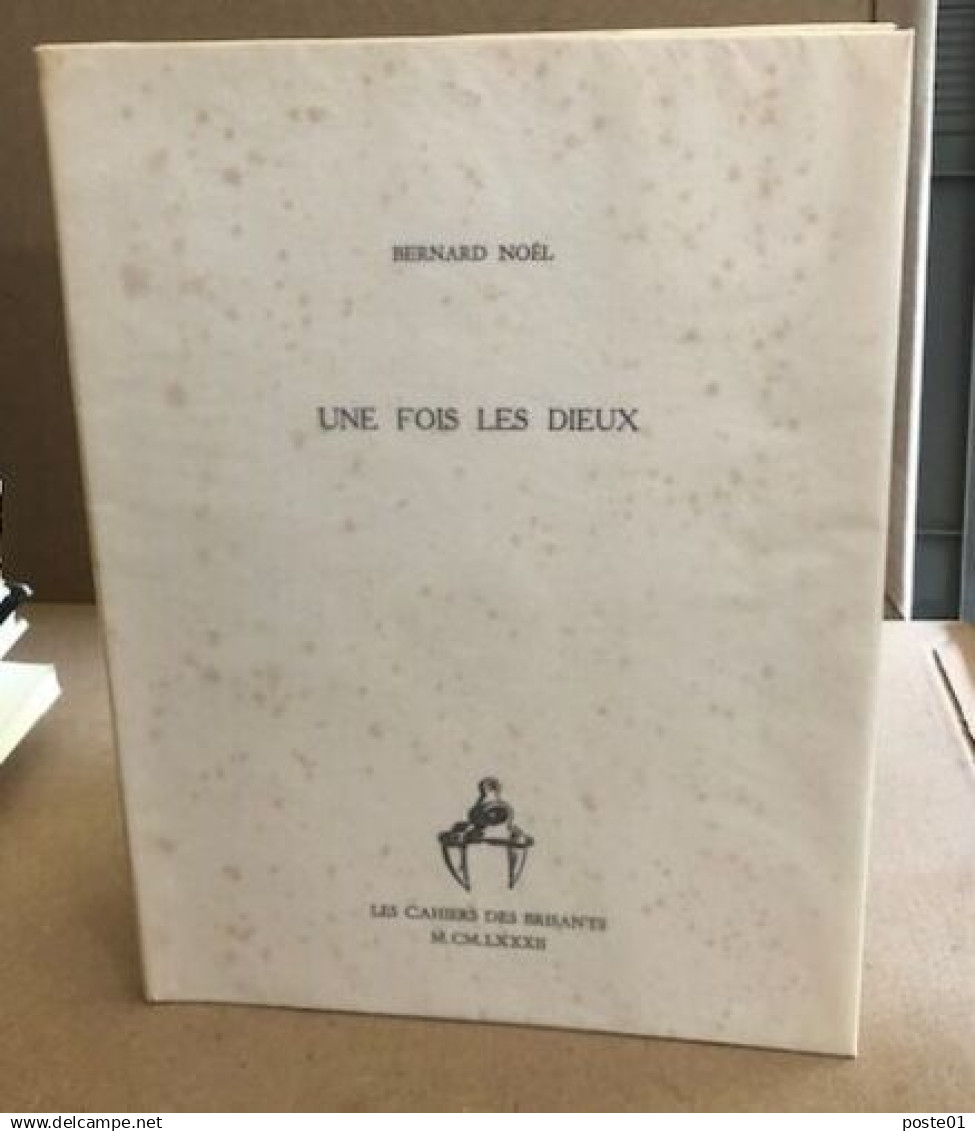 BERNARD NOËL
UNE FOIS LES DIEUX
LES CAHIERS DES BRISANTS
M.CM.LXXXII
www.delcampe.net
poste01